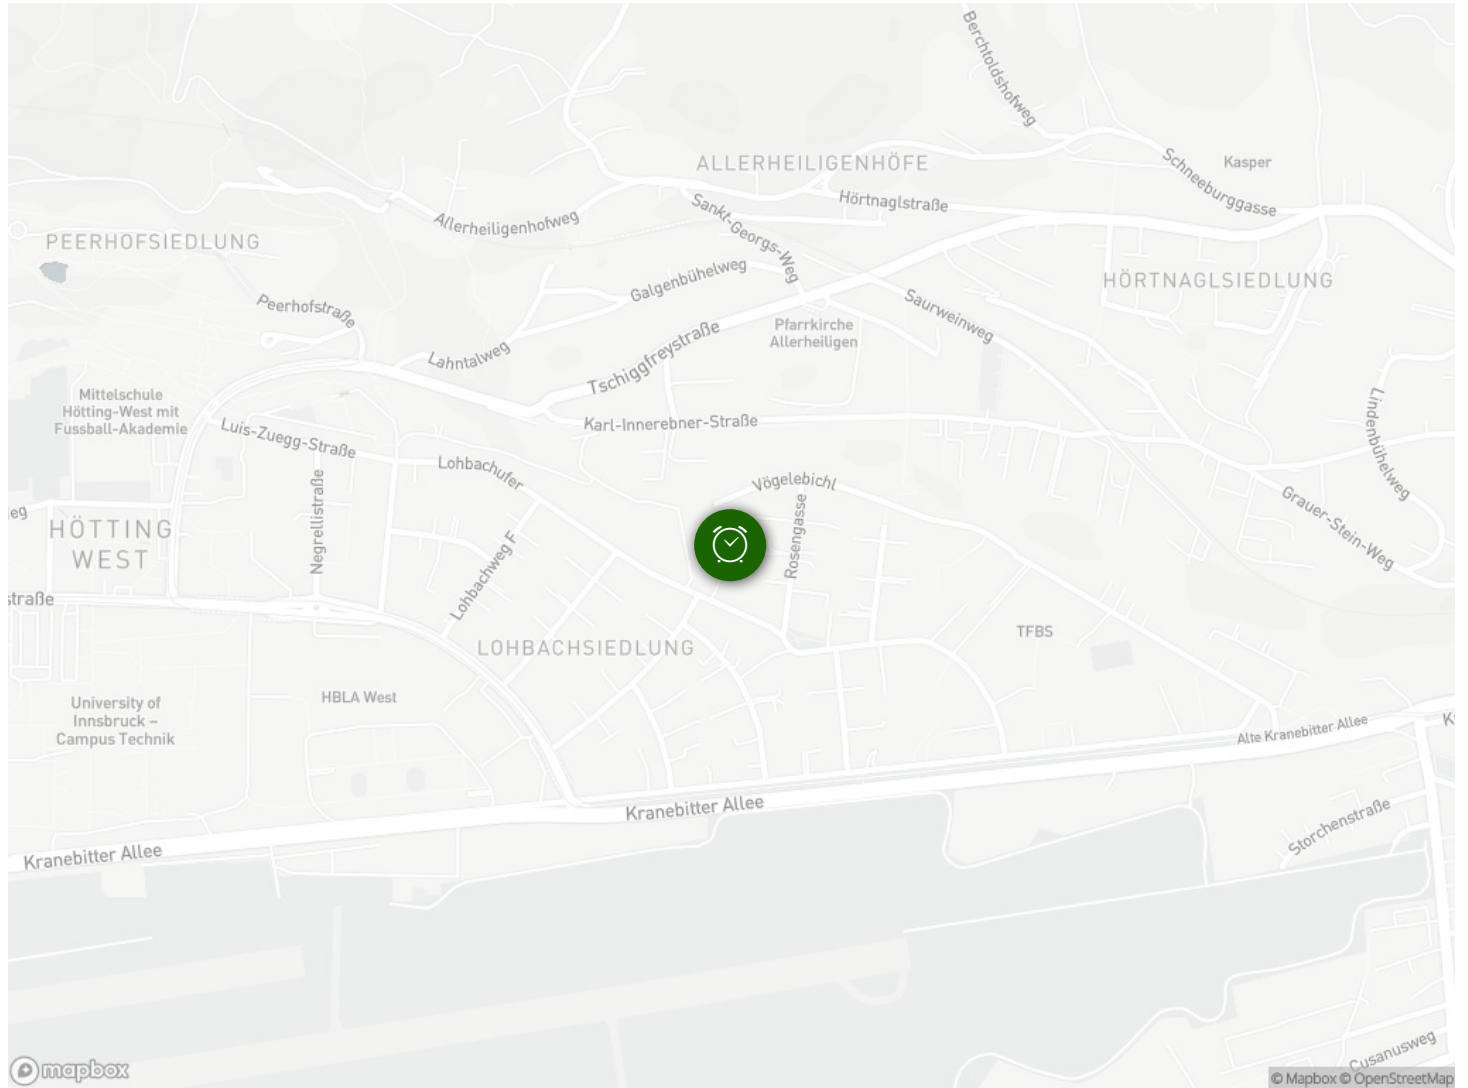 Berchtoldshofweg
ALLERHEILIGENHÖFE
Schneeburggasse
Kasper
Hörtnaglstraße
Sankt-Georgs-Weg
Allerheiligenhofweg
PEERHOFSIEDLUNG
Galgenbühelweg
HÖRTNAGLSIEDLUNG
Peerhofstraße
Saurweinweg
Pfarrkirche
Allerheiligen
Tschiggfreystraße
Lahntalweg
Mittelschule
Hötting-West mit
Fussball-Akademie
Luis-Zuegg-Straße
Karl-Innerebner-Straße
Lindenbühelweg
Lohbachufer
Vögelebichl
Negrellistraße
Rosengasse
Grauer-Stein-Weg
eg
HÖTTING
WEST
Lohbachweg F
straße
LOHBACHSIEDLUNG
TFBS
University of
Innsbruck –
Campus Technik
HBLA West
Alte Kranebitter Allee
K
Kranebitter Allee
Storchenstraße
Kranebitter Allee
Cusanusweg
mapbox
© Mapbox © OpenStreetMap